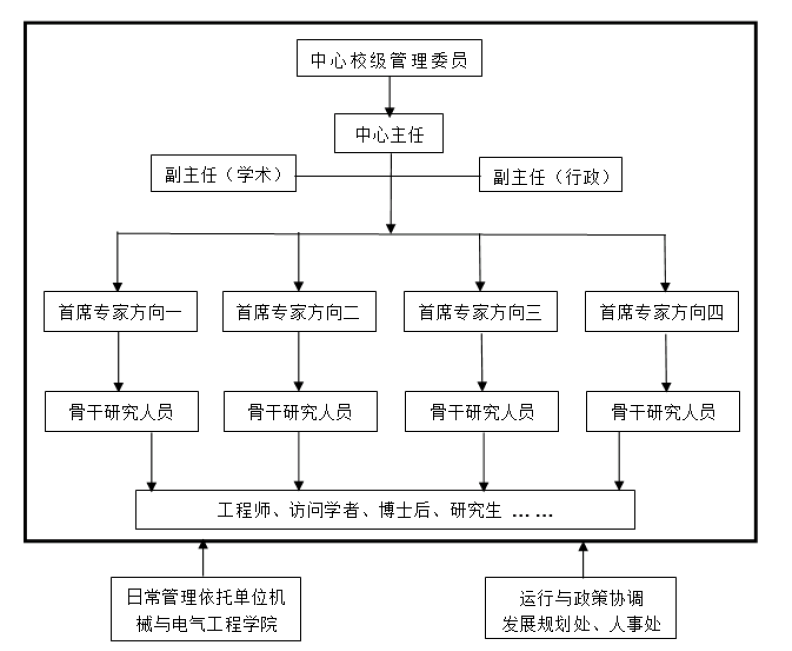 中心校级管理委员
中心主任
副主任（学术）
副主任（行政）
首席专家方向一
首席专家方向二
首席专家方向三
首席专家方向四
骨干研究人员
骨干研究人员
骨干研究人员
骨干研究人员
工程师、访问学者、博士后、研究生 ... ...
日常管理依托单位机
械与电气工程学院
运行与政策协调
发展规划处、人事处